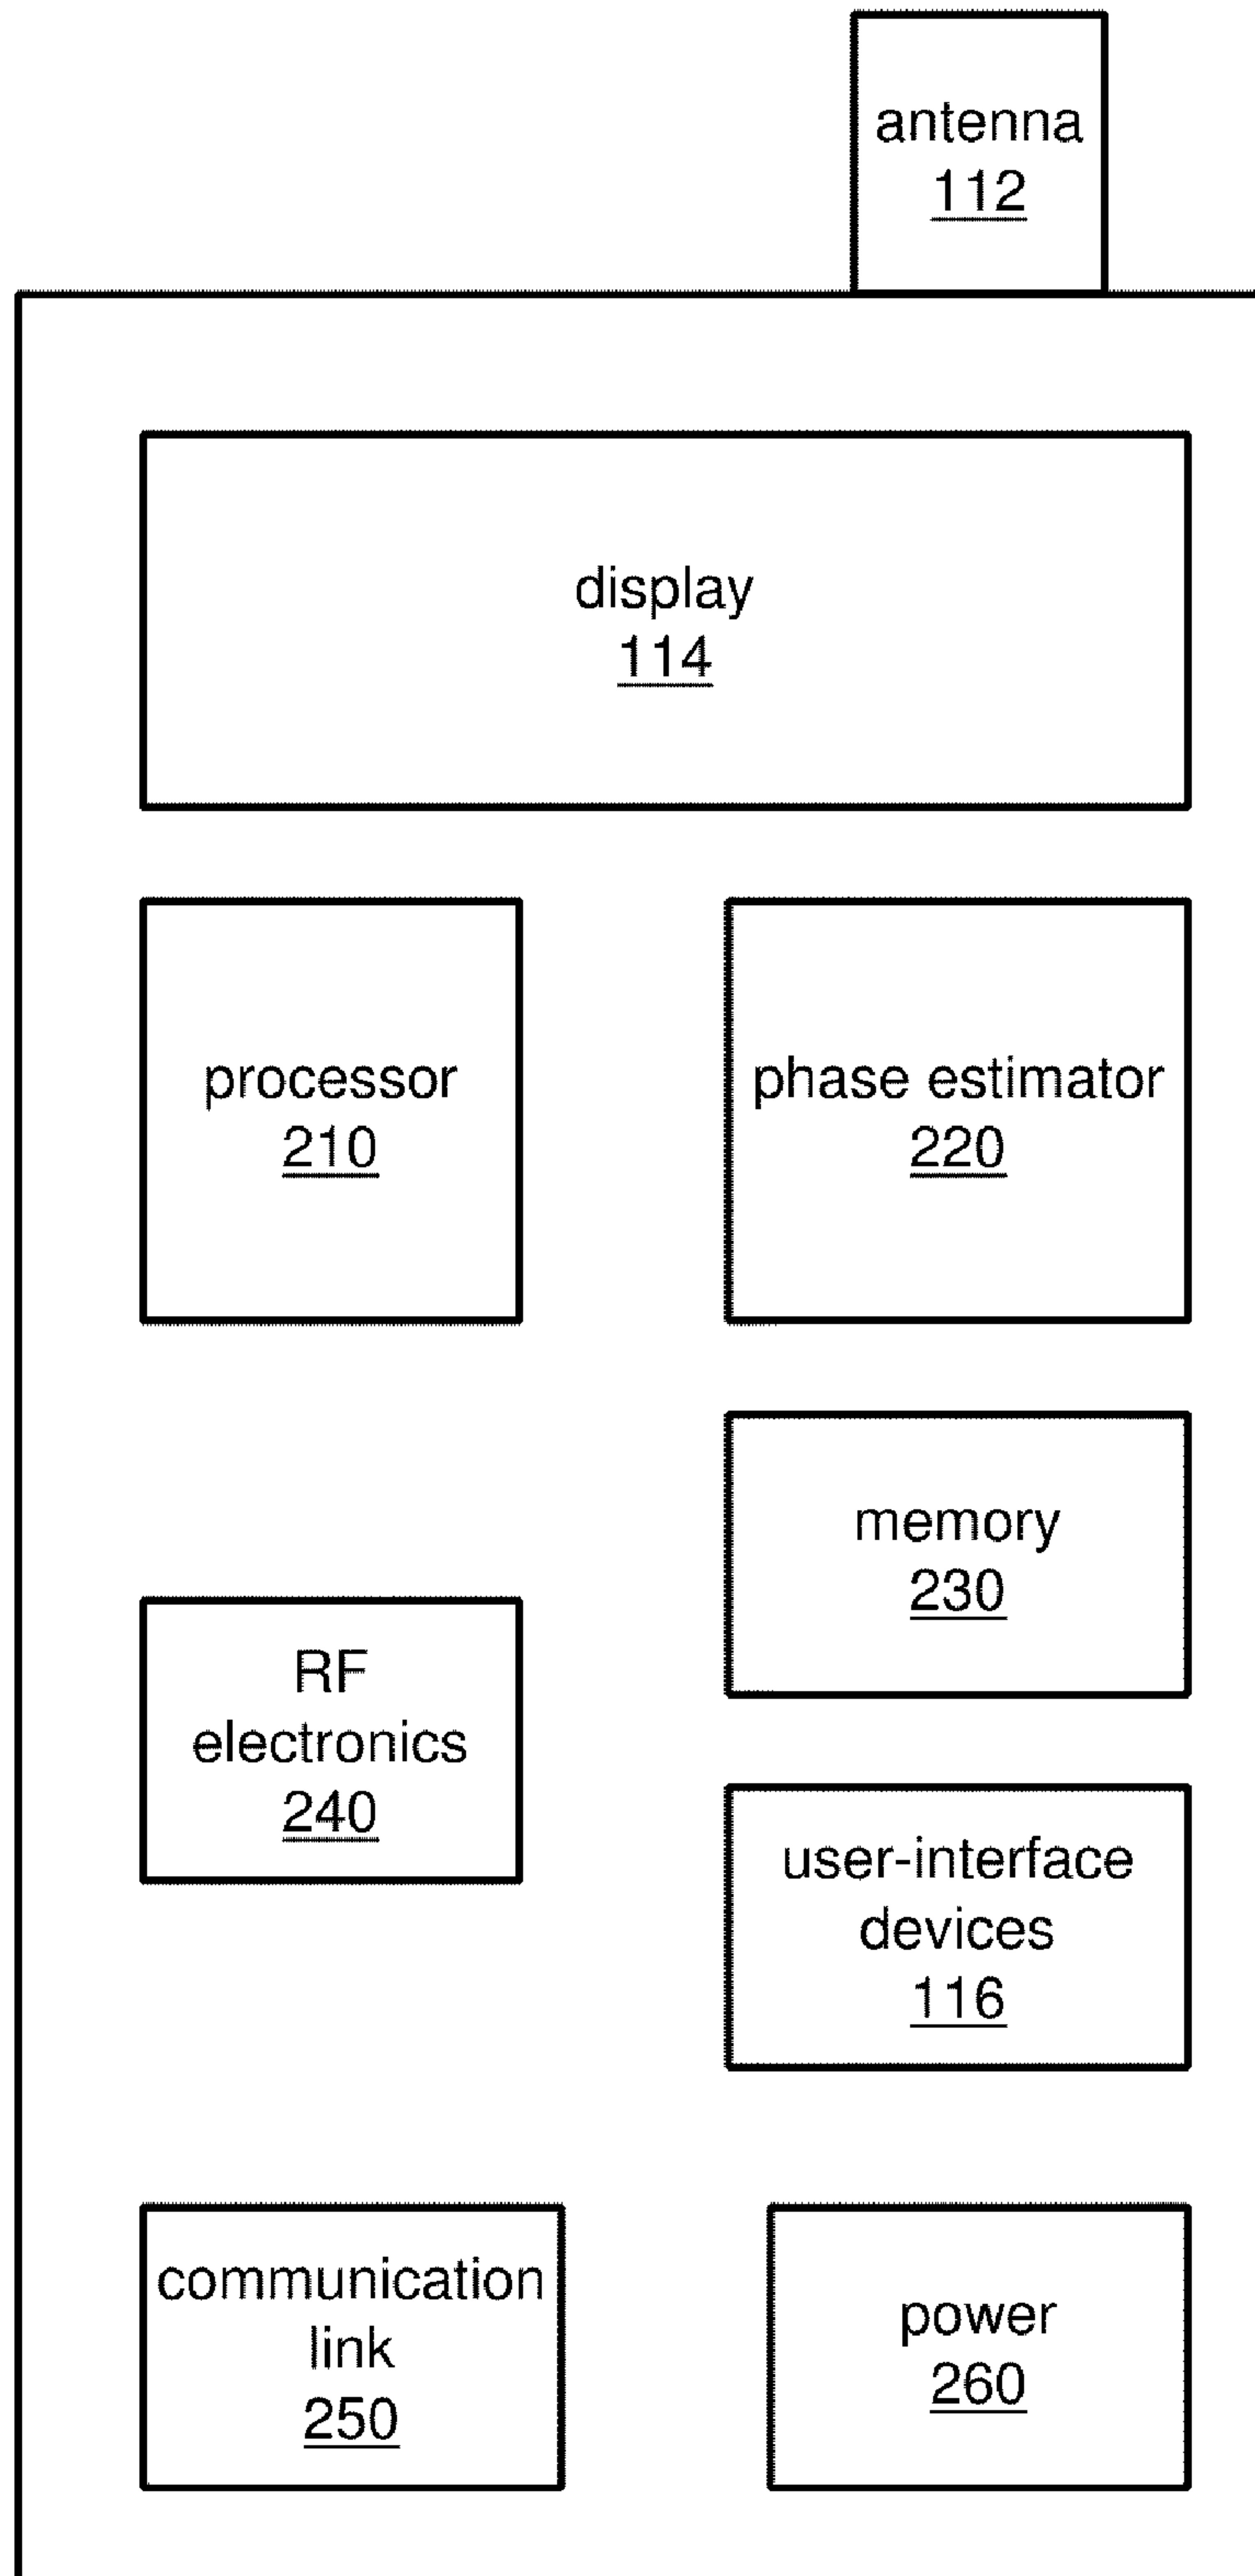 antenna
112
display
114
processor
210
phase estimator
220
memory
230
RF
electronics
240
user-interface
devices
116
communication
link
250
power
260